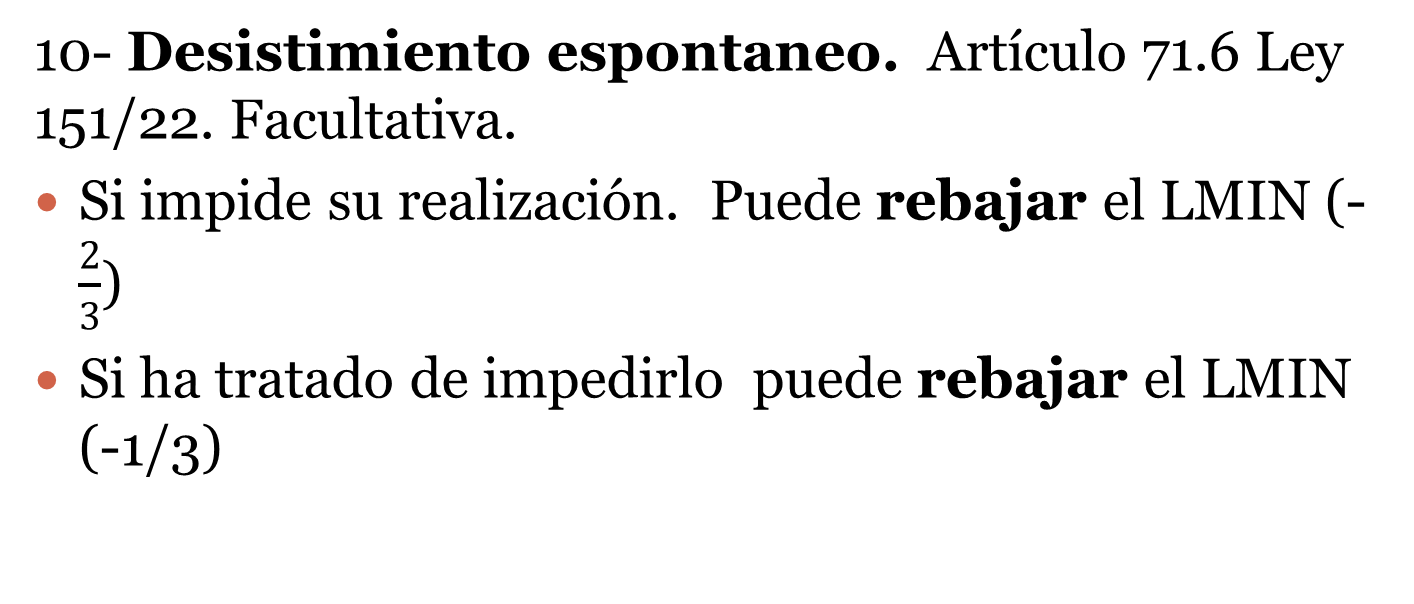 10- Desistimiento espontaneo.  Artículo 71.6 Ley
151/22. Facultativa.
• Si impide su realización.  Puede rebajar el LMIN (-
2/3)
• Si ha tratado de impedirlo  puede rebajar el LMIN
(-1/3)